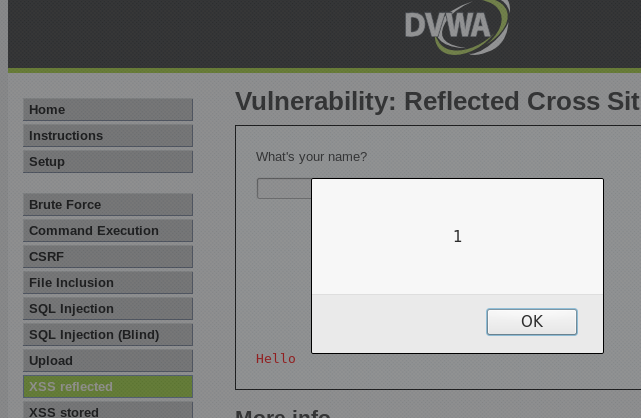 DVWA
Home
Instructions
Setup
Brute Force
Command Execution
CSRF
File Inclusion
SQL Injection
SQL Injection (Blind)
Upload
XSS reflected
XSS stored
Vulnerability: Reflected Cross Sit
What's your name?
1
OK
Hello
More info